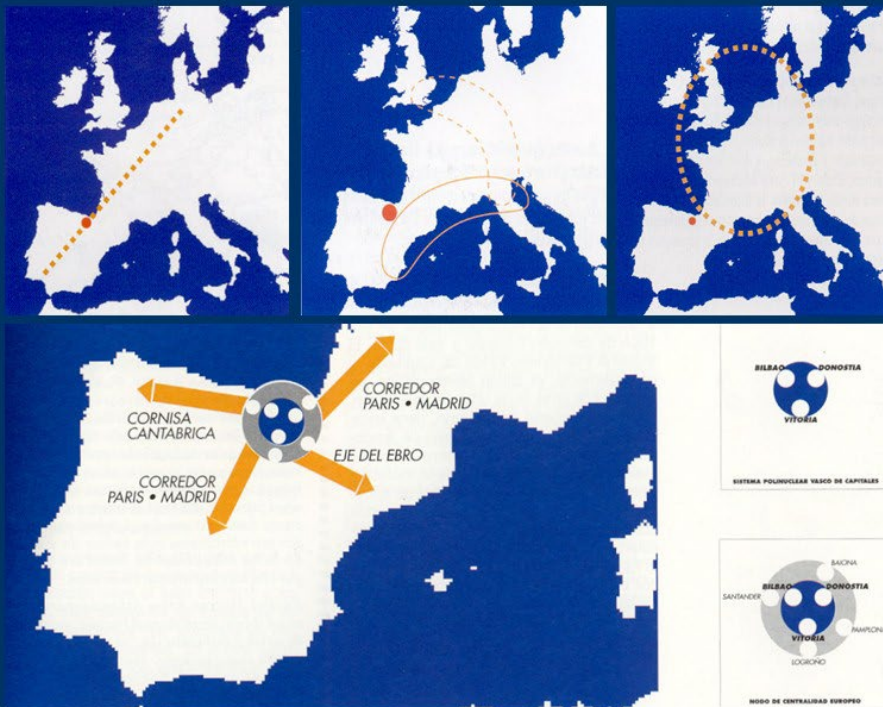 CORNISA
CANTABRICA
CORREDOR
PARIS • MADRID
CORREDOR
PARIS • MADRID
EJE DEL EBRO
BILBAO
DONOSTIA
VITORIA
SISTEMA POLINUCLEAR VASCO DE CAPITALES
BAIONA
BILBAO
DONOSTIA
SANTANDER
PAMPLONA
VITORIA
LOGROÑO
NODO DE CENTRALIDAD EUROPEO